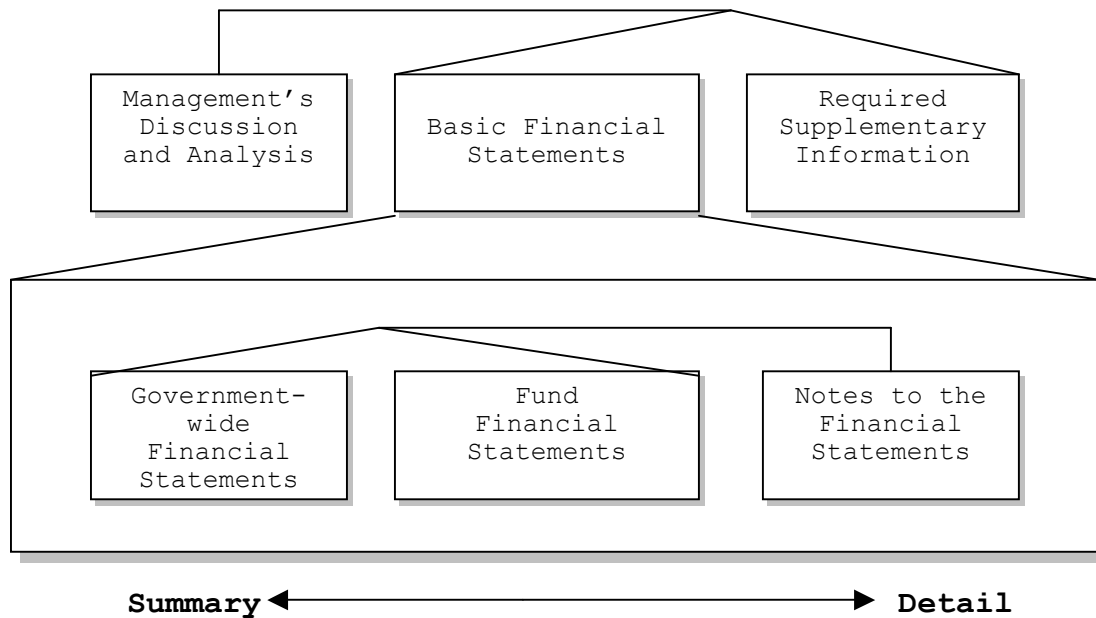 Management’s
Discussion
and Analysis
Basic Financial
Statements
Required
Supplementary
Information
Government-
wide
Financial
Statements
Fund
Financial
Statements
Notes to the
Financial
Statements
Summary
Detail